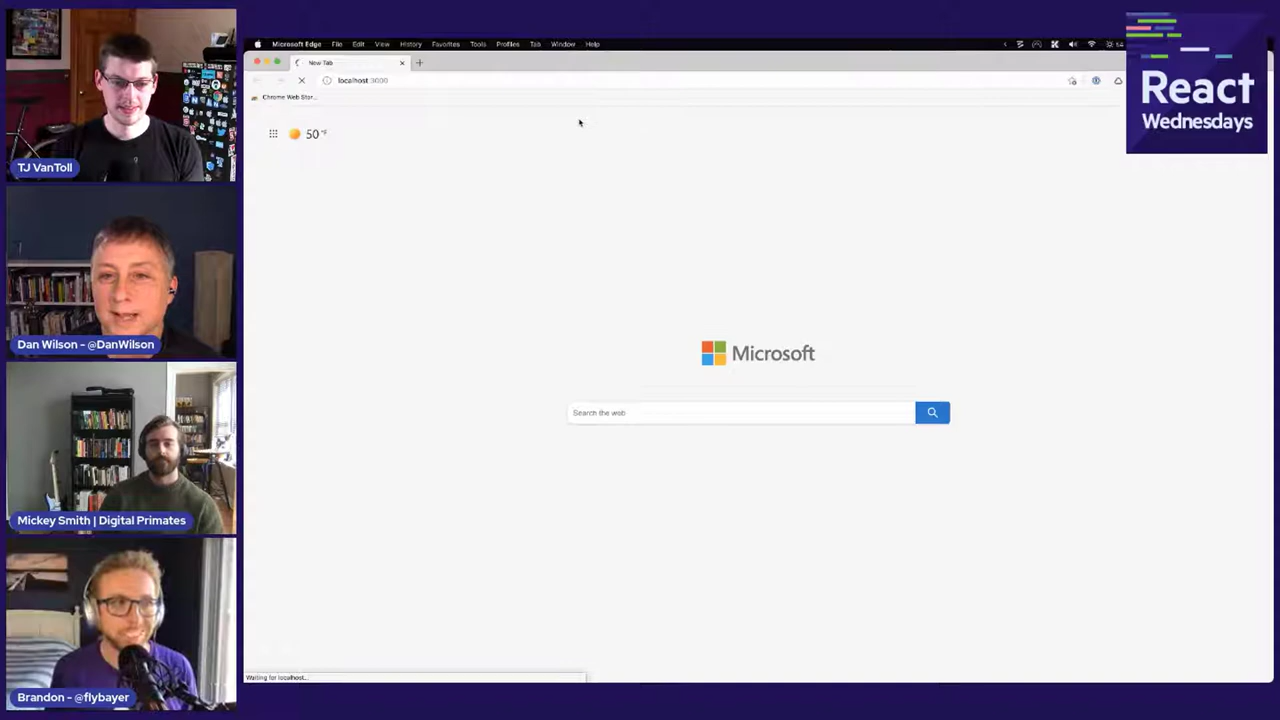 TJ VanToll
Dan Wilson - @DanWilson
Mickey Smith | Digital Primates
Brandon - @flybayer
Microsoft Edge File Edit View History Favorites Tools Profiles Tab Window Help
New Tab
localhost:3000
Chrome Web Stor...
50 °F
Microsoft
Search the web
Waiting for localhost...
React
Wednesdays